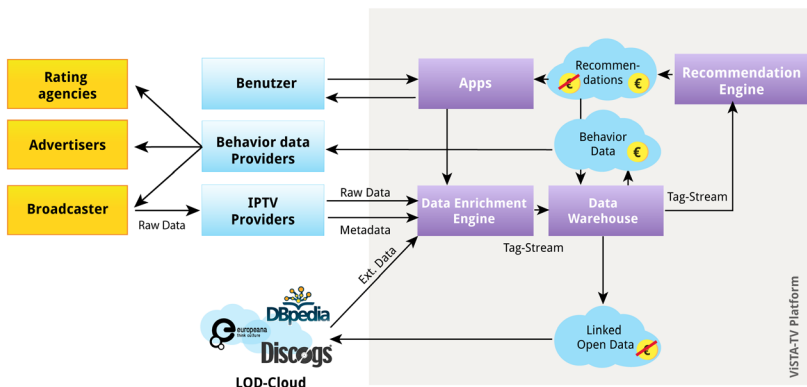 Rating
agencies
Benutzer
Apps
Recommen-
dations
€
€
Recommendation
Engine
Advertisers
Behavior data
Providers
Behavior
Data
€
Broadcaster
Raw Data
IPTV
Providers
Raw Data
Metadata
Data Enrichment
Engine
Tag-Stream
Data
Warehouse
Tag-Stream
Ext. Data
DBpedia
europeana
think culture
Discogs
LOD-Cloud
Linked
Open Data
€
ViSTA-TV Platform